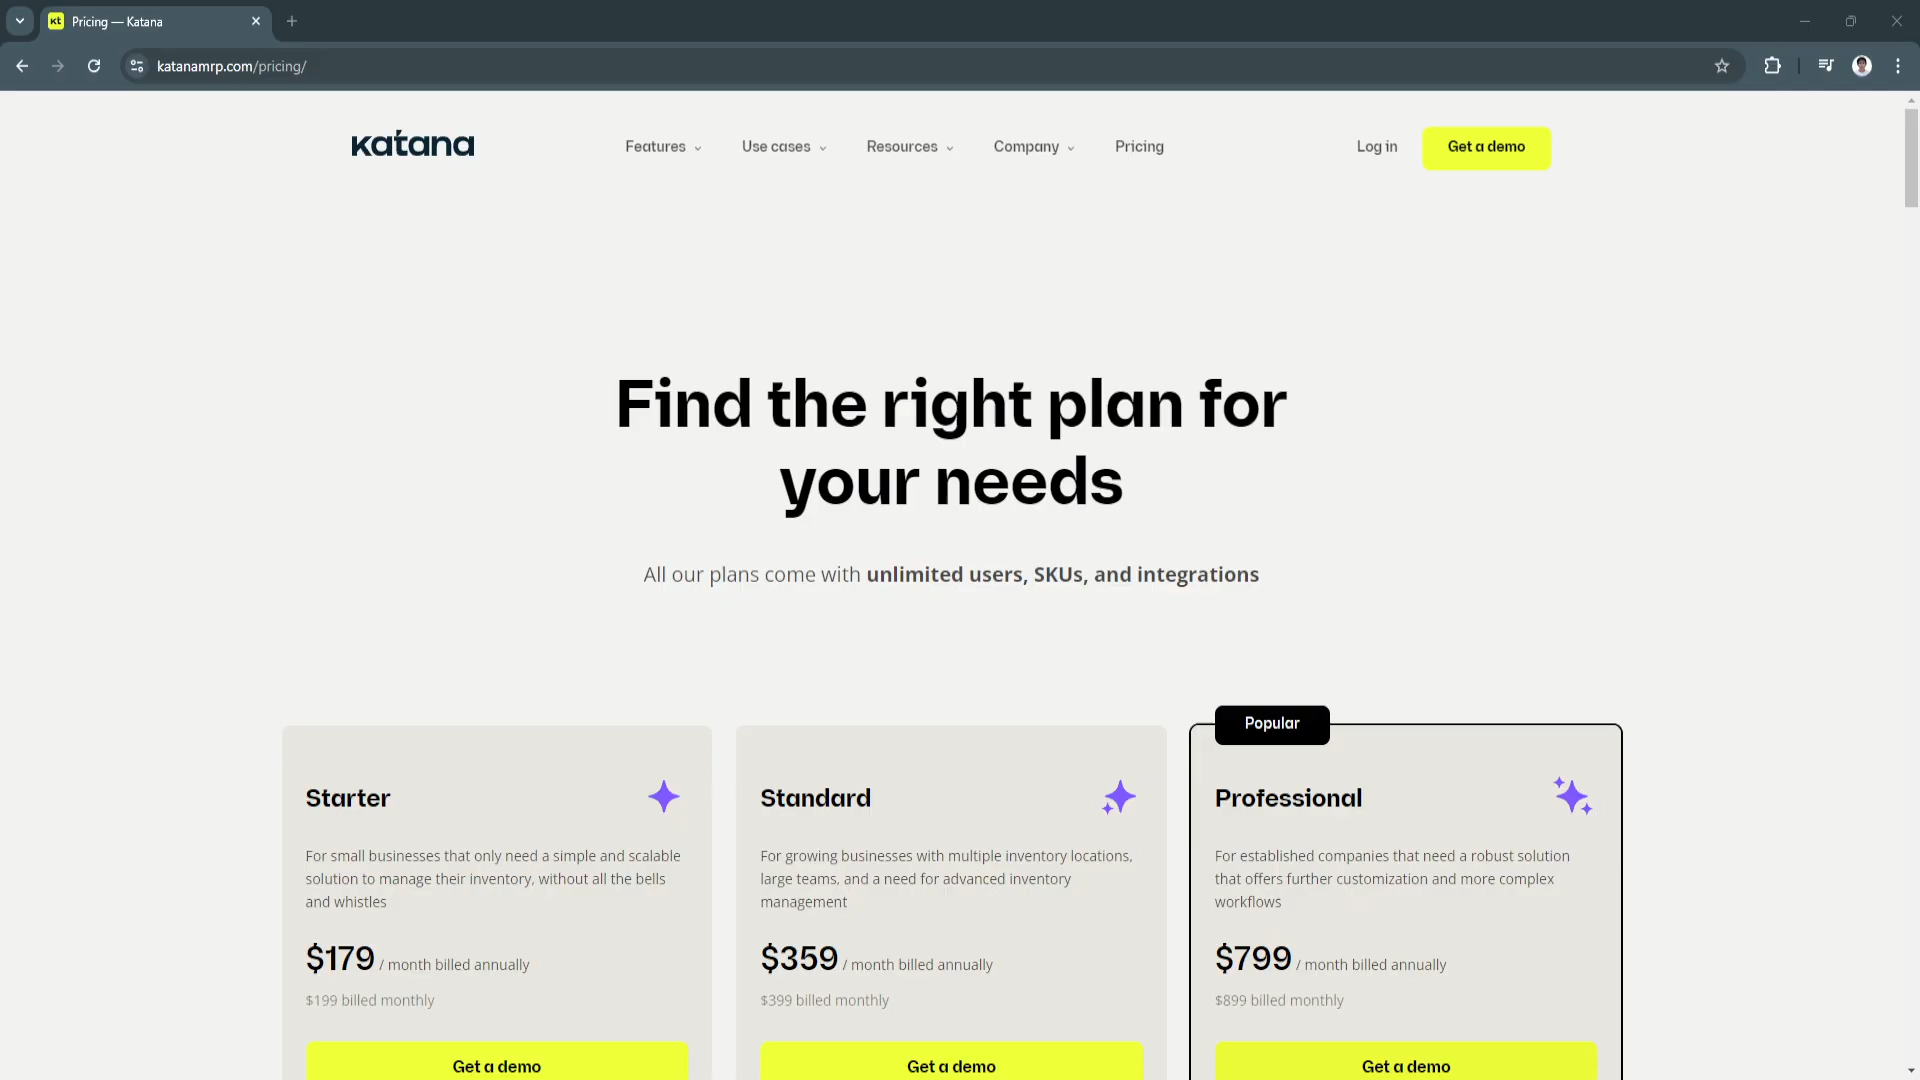 Pricing — Katana
katanamrp.com/pricing/
katana
Features
Use cases
Resources
Company
Pricing
Log in
Get a demo
Find the right plan for
your needs
All our plans come with unlimited users, SKUs, and integrations
Starter
For small businesses that only need a simple and scalable
solution to manage their inventory, without all the bells
and whistles
$179 / month billed annually
$199 billed monthly
Get a demo
Standard
For growing businesses with multiple inventory locations,
large teams, and a need for advanced inventory
management
$359 / month billed annually
$399 billed monthly
Get a demo
Popular
Professional
For established companies that need a robust solution
that offers further customization and more complex
workflows
$799 / month billed annually
$899 billed monthly
Get a demo